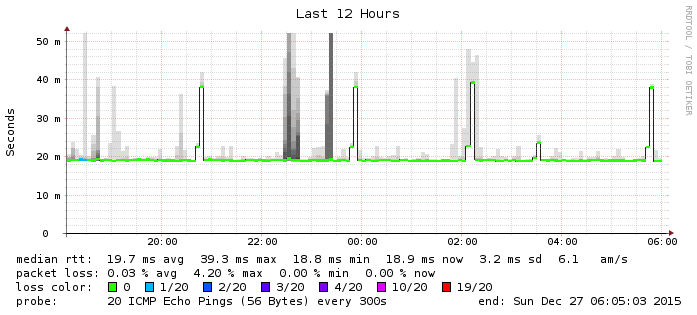 Last 12 Hours
RRDTOOL / TOBI OETIKER
Seconds
50 m
40 m
30 m
20 m
10 m
0
20:00 22:00 00:00 02:00 04:00 06:00
median rtt: 19.7 ms avg 39.3 ms max 18.8 ms min 18.9 ms now 3.2 ms sd 6.1 am/s
packet loss: 0.03 % avg 4.20 % max 0.00 % min 0.00 % now
loss color: 0 1/20 2/20 3/20 4/20 10/20 19/20
probe: 20 ICMP Echo Pings (56 Bytes) every 300s end: Sun Dec 27 06:05:03 2015